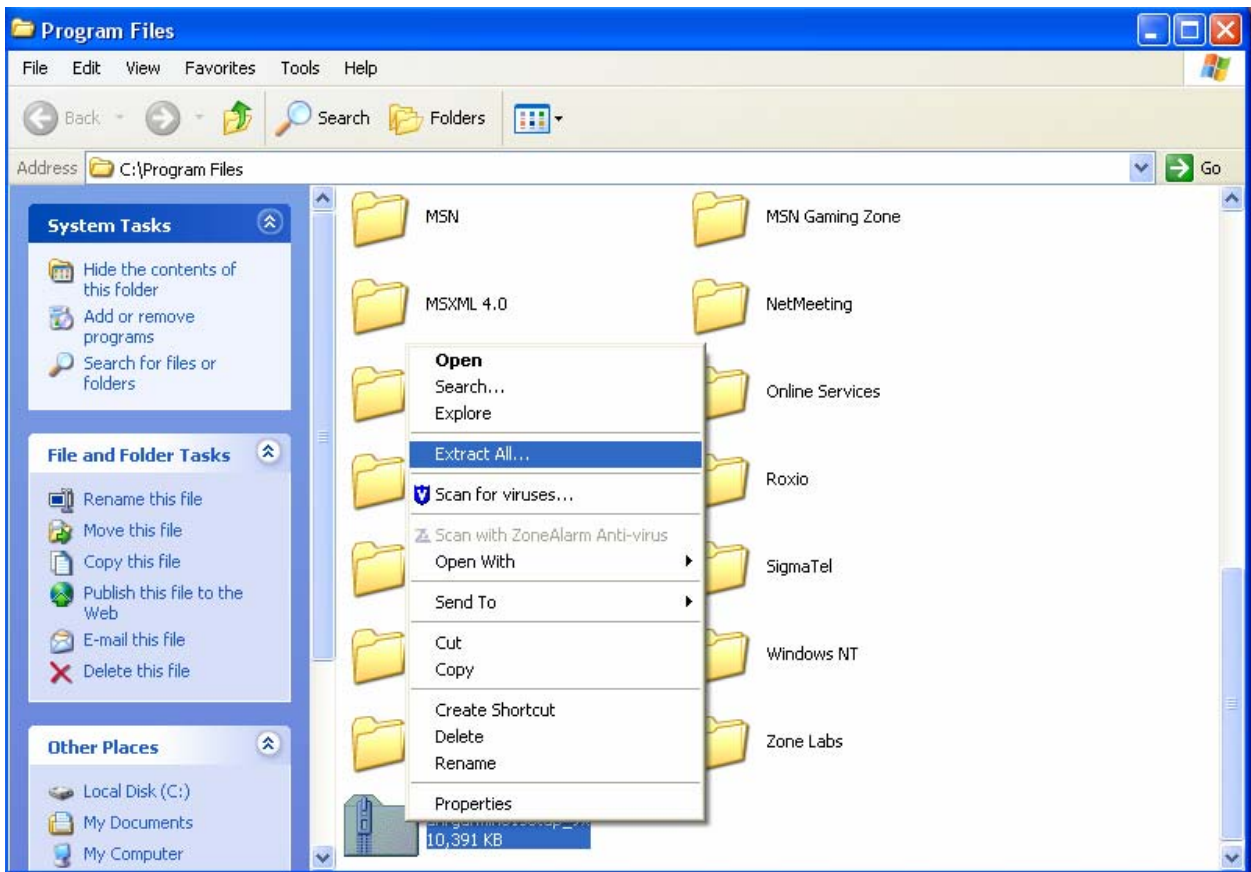 Program Files
File Edit View Favorites Tools Help
Back Search Folders
Address C:\Program Files Go
System Tasks
Hide the contents of
this folder
Add or remove
programs
Search for files or
folders
File and Folder Tasks
Rename this file
Move this file
Copy this file
Publish this file to the
Web
E-mail this file
Delete this file
Other Places
Local Disk (C:)
My Documents
My Computer
MSN
MSN Gaming Zone
MSXML 4.0
NetMeeting
Online Services
Roxio
SigmaTel
Windows NT
Zone Labs
Open
Search...
Explore
Extract All...
Scan for viruses...
Scan with ZoneAlarm Anti-virus
Open With
Send To
Cut
Copy
Create Shortcut
Delete
Rename
Properties
10,391 KB